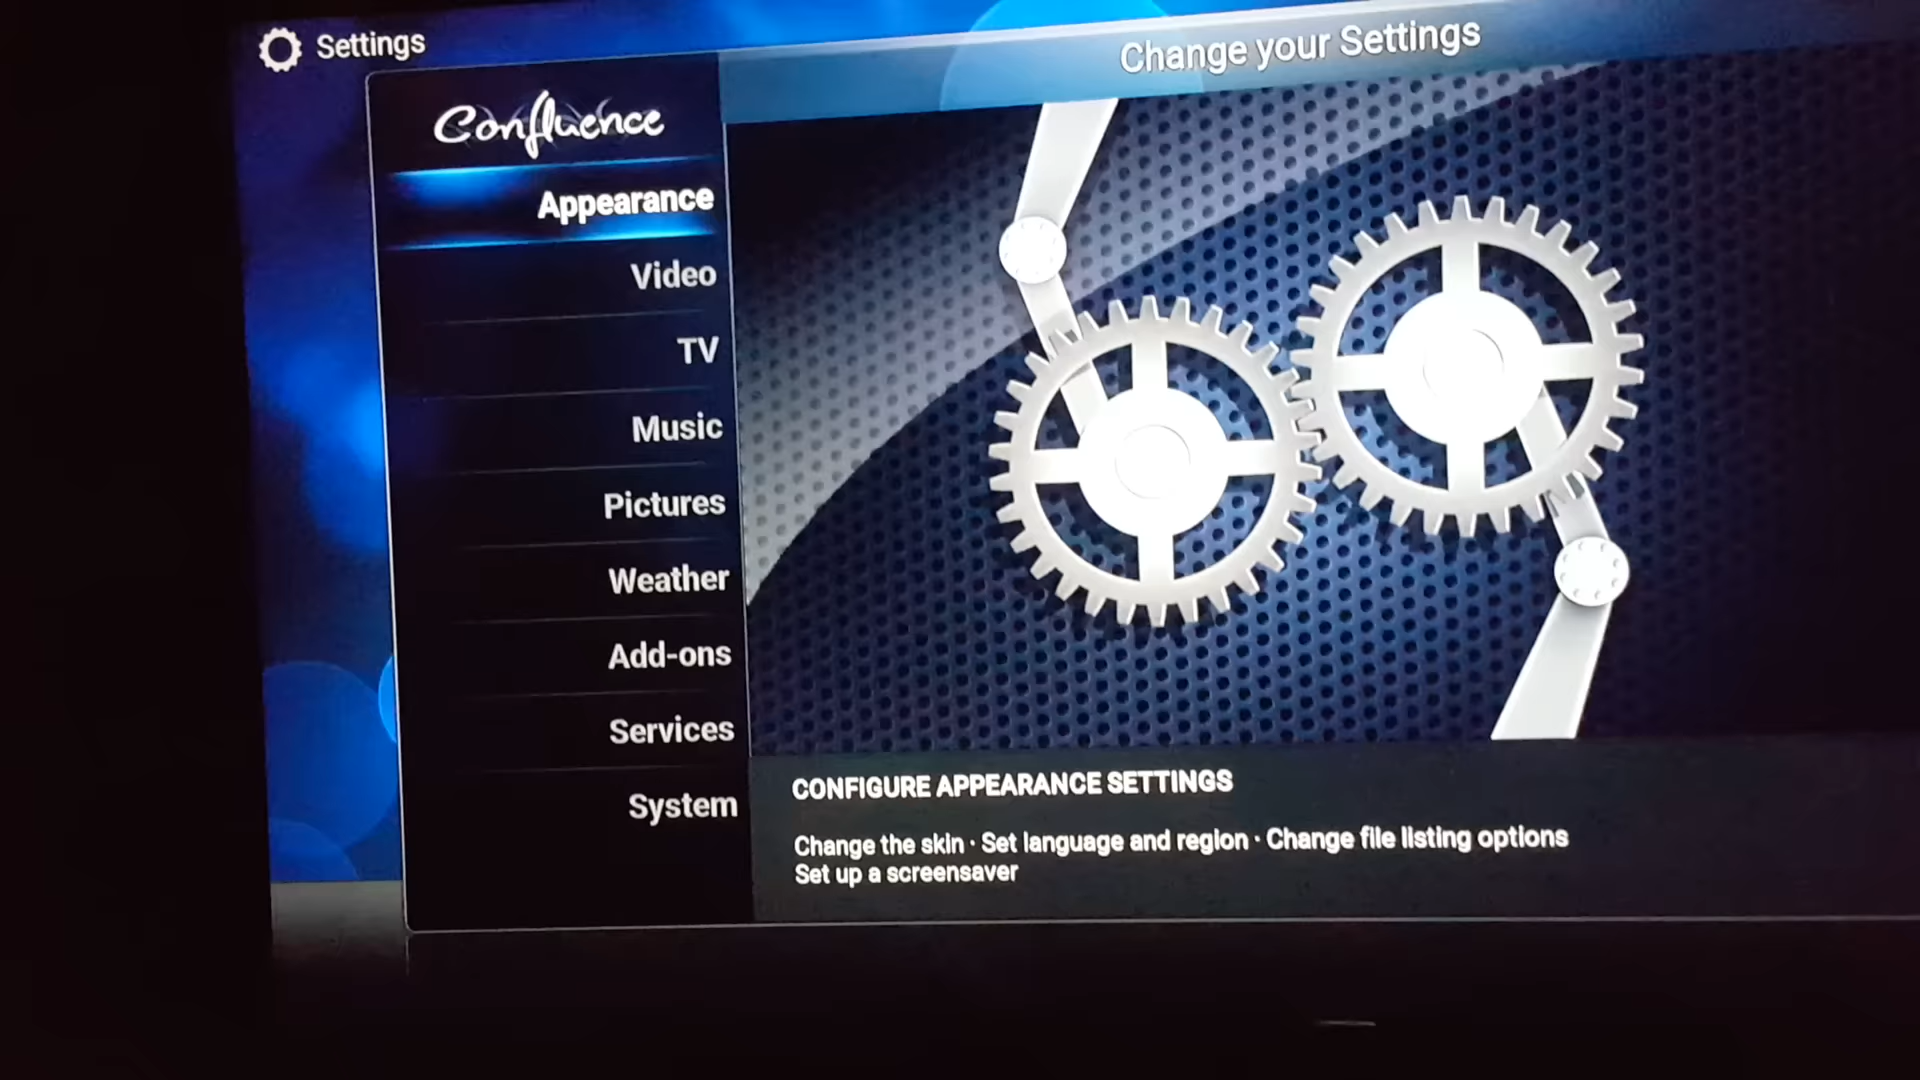 Settings
Change your Settings
Confluence
Appearance
Video
TV
Music
Pictures
Weather
Add-ons
Services
System
CONFIGURE APPEARANCE SETTINGS
Change the skin · Set language and region · Change file listing options
Set up a screensaver